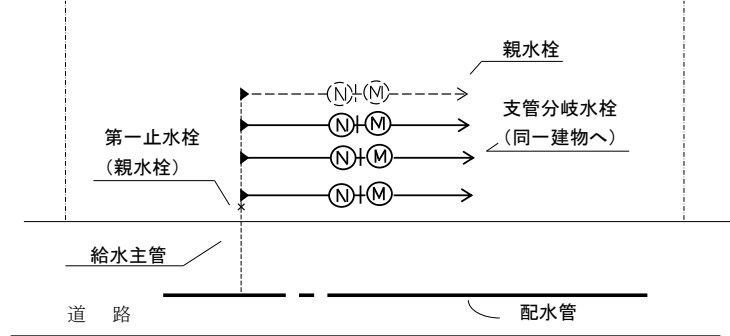 親水栓
N M
支管分岐水栓
（同一建物へ）
N M
第一止水栓
（親水栓）
N M
N M
給水主管
道 路
配水管